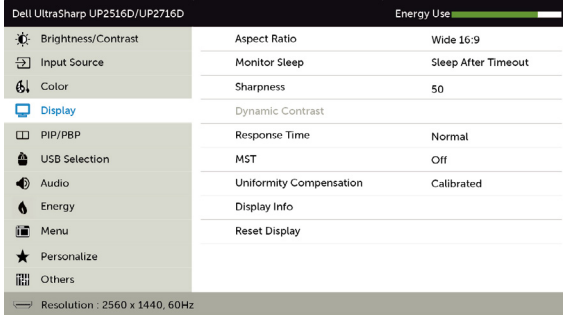 Dell UltraSharp UP2516D/UP2716D Energy Use
Brightness/Contrast Aspect Ratio Wide 16:9
Input Source Monitor Sleep Sleep After Timeout
Color Sharpness 50
Display Dynamic Contrast
PIP/PBP Response Time Normal
USB Selection MST Off
Audio Uniformity Compensation Calibrated
Energy Display Info
Menu Reset Display
Personalize
Others
Resolution : 2560 x 1440, 60Hz